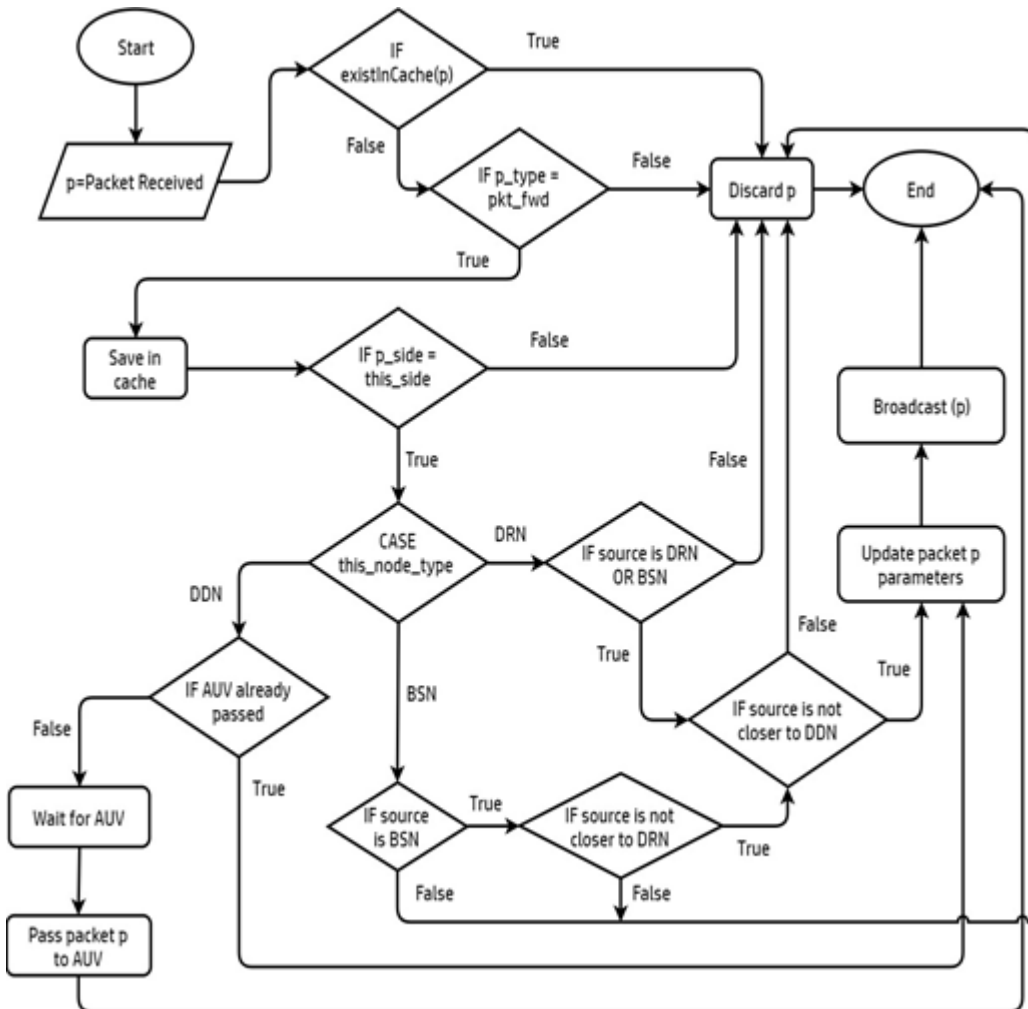 Start
IF
existInCache(p)
True
False
p=Packet Received
IF p_type =
pkt_fwd
False
Discard p
End
True
Save in
cache
IF p_side =
this_side
False
True
Broadcast (p)
False
CASE
this_node_type
DRN
IF source is DRN
OR BSN
Update packet p
parameters
DDN
False
True
True
IF AUV already
passed
BSN
IF source is not
closer to DDN
False
True
Wait for AUV
IF source
is BSN
True
IF source is not
closer to DRN
True
False
False
Pass packet p
to AUV